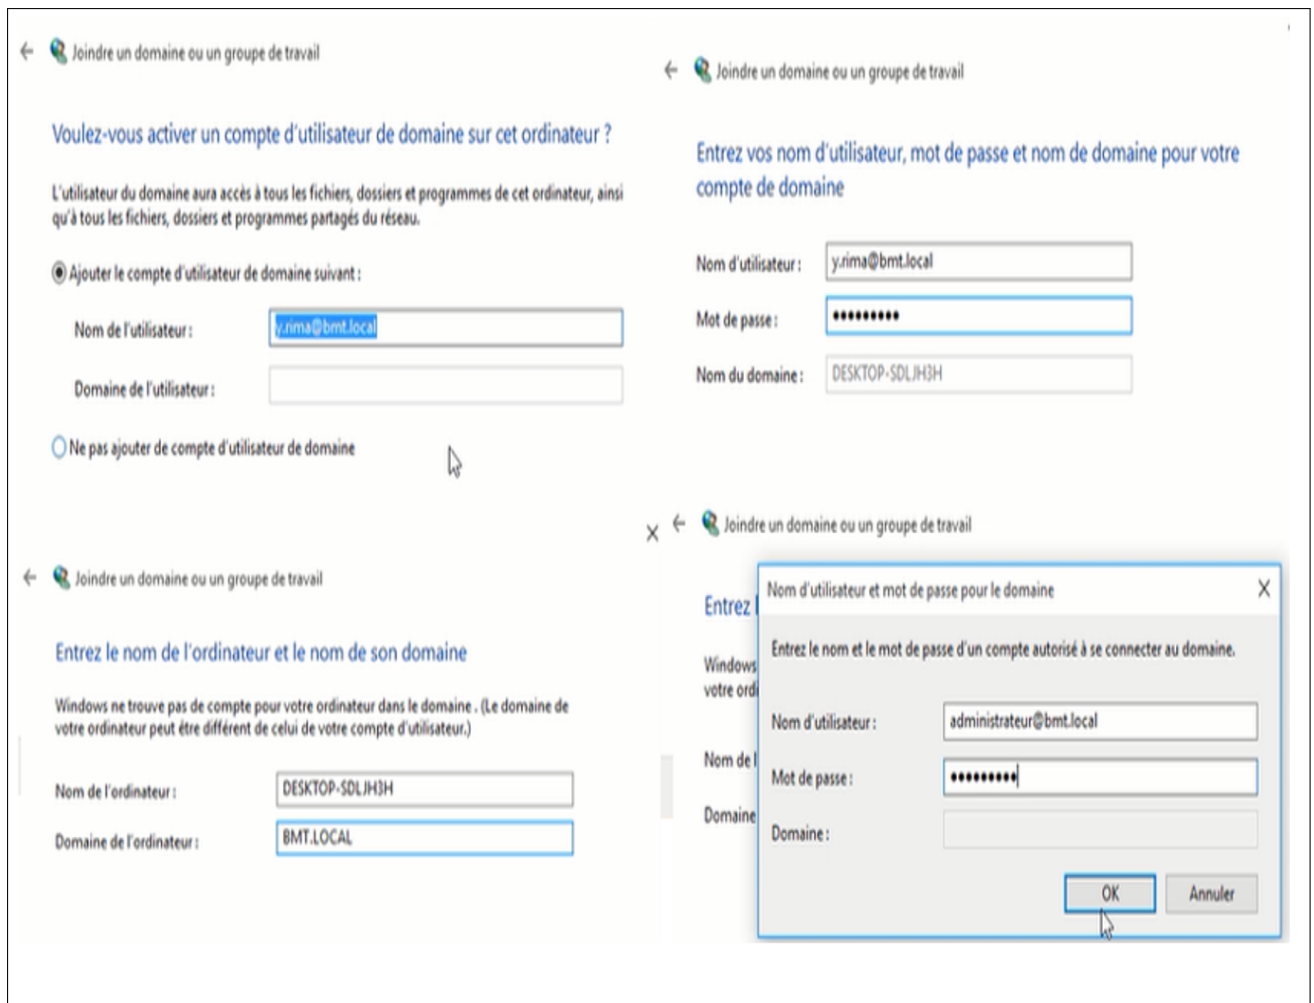 Joindre un domaine ou un groupe de travail
Voulez-vous activer un compte d'utilisateur de domaine sur cet ordinateur ?
L'utilisateur du domaine aura accès à tous les fichiers, dossiers et programmes de cet ordinateur, ainsi
qu'à tous les fichiers, dossiers et programmes partagés du réseau.
Ajouter le compte d'utilisateur de domaine suivant :
Nom de l'utilisateur :
y.rima@bmt.local
Domaine de l'utilisateur :
Ne pas ajouter de compte d'utilisateur de domaine
Joindre un domaine ou un groupe de travail
Entrez vos nom d'utilisateur, mot de passe et nom de domaine pour votre
compte de domaine
Nom d'utilisateur :
y.rima@bmt.local
Mot de passe :
•••••••••
Nom du domaine :
DESKTOP-SDLJH3H
Joindre un domaine ou un groupe de travail
Entrez le nom de l'ordinateur et le nom de son domaine
Windows ne trouve pas de compte pour votre ordinateur dans le domaine . (Le domaine de
votre ordinateur peut être différent de celui de votre compte d'utilisateur.)
Nom de l'ordinateur :
DESKTOP-SDLJH3H
Domaine de l'ordinateur :
BMT.LOCAL
Joindre un domaine ou un groupe de travail
Entrez l
Windows
votre ordi
Nom de l
Domaine
Nom d'utilisateur et mot de passe pour le domaine
Entrez le nom et le mot de passe d'un compte autorisé à se connecter au domaine.
Nom d'utilisateur :
administrateur@bmt.local
Mot de passe :
•••••••••
Domaine :
OK
Annuler